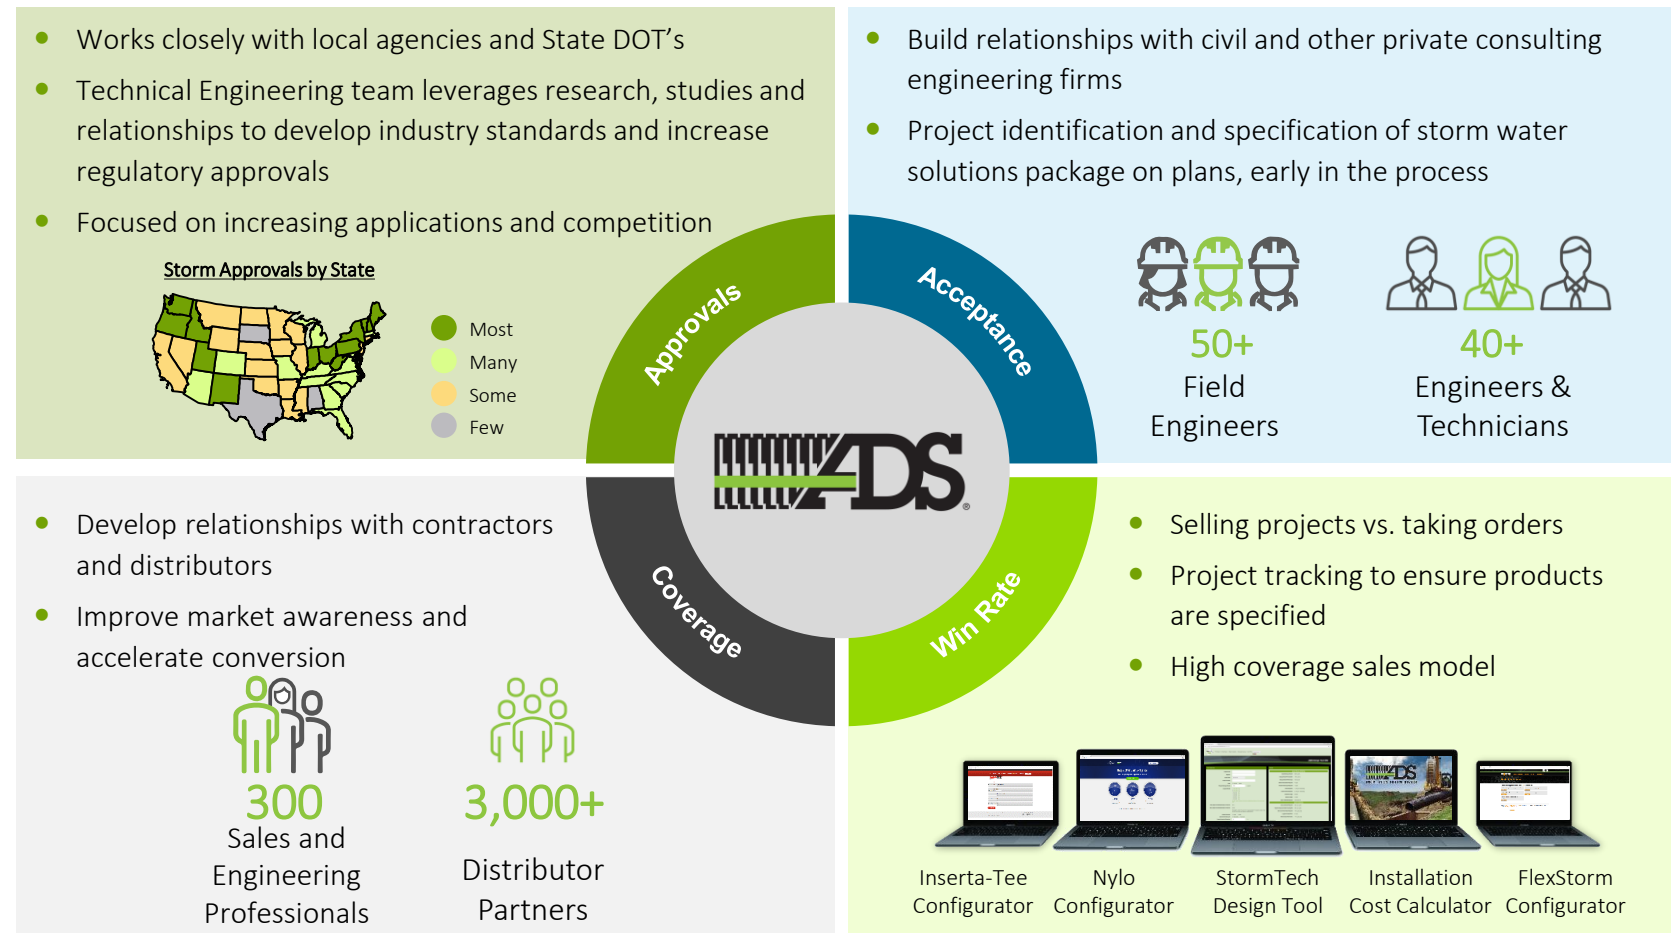 Works closely with local agencies and State DOT’s
Technical Engineering team leverages research, studies and
relationships to develop industry standards and increase
regulatory approvals
Focused on increasing applications and competition
Storm Approvals by State
Most
Many
Some
Few
Approvals
Build relationships with civil and other private consulting
engineering firms
Project identification and specification of storm water
solutions package on plans, early in the process
50+
Field
Engineers
40+
Engineers &
Technicians
Acceptance
ADS®
Develop relationships with contractors
and distributors
Improve market awareness and
accelerate conversion
300
Sales and
Engineering
Professionals
3,000+
Distributor
Partners
Coverage
Win Rate
Selling projects vs. taking orders
Project tracking to ensure products
are specified
High coverage sales model
ADS
Inserta-Tee
Configurator
Nylo
Configurator
StormTech
Design Tool
Installation
Cost Calculator
FlexStorm
Configurator